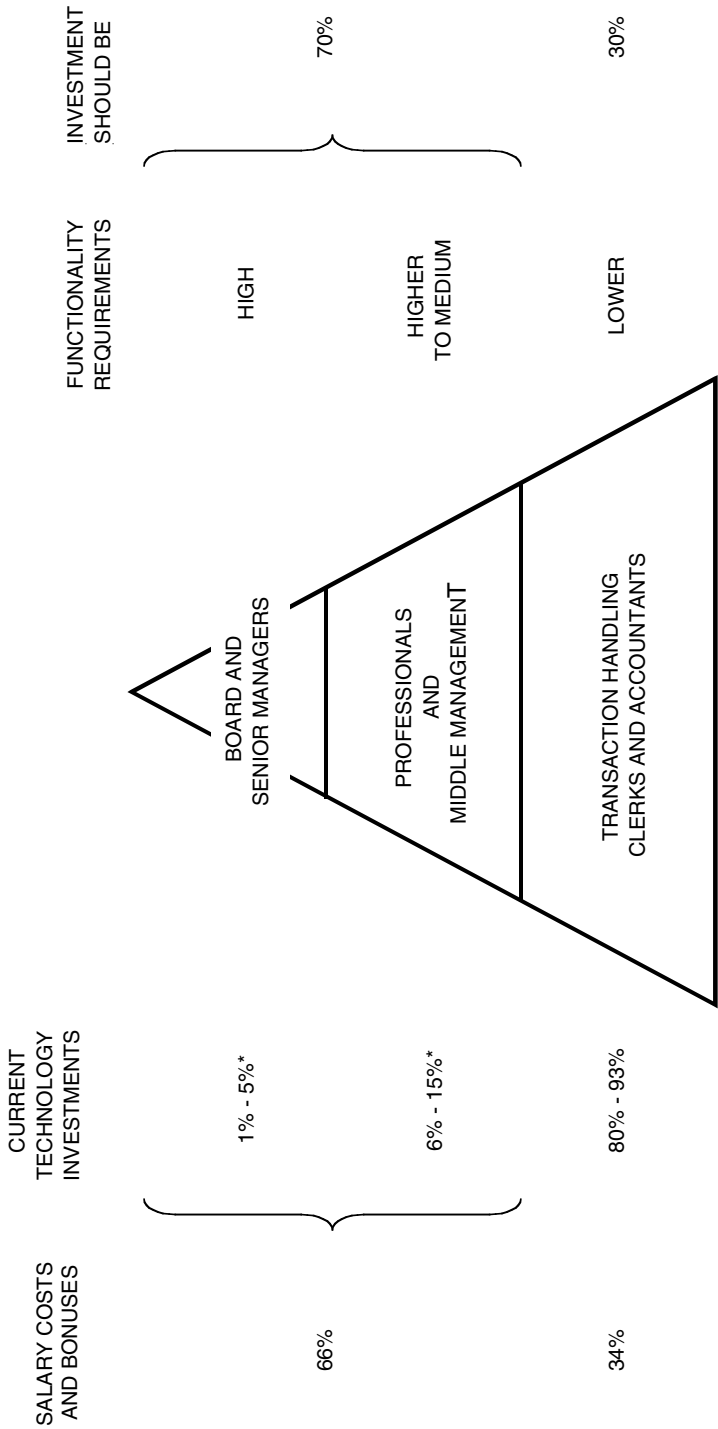 SALARY COSTS
AND BONUSES
CURRENT
TECHNOLOGY
INVESTMENTS
FUNCTIONALITY
REQUIREMENTS
INVESTMENT
SHOULD BE
1% - 5%*
BOARD AND
SENIOR MANAGERS
HIGH
66%
70%
6% - 15%*
PROFESSIONALS
AND
MIDDLE MANAGEMENT
HIGHER
TO MEDIUM
34%
80% - 93%
TRANSACTION HANDLING
CLERKS AND ACCOUNTANTS
LOWER
30%